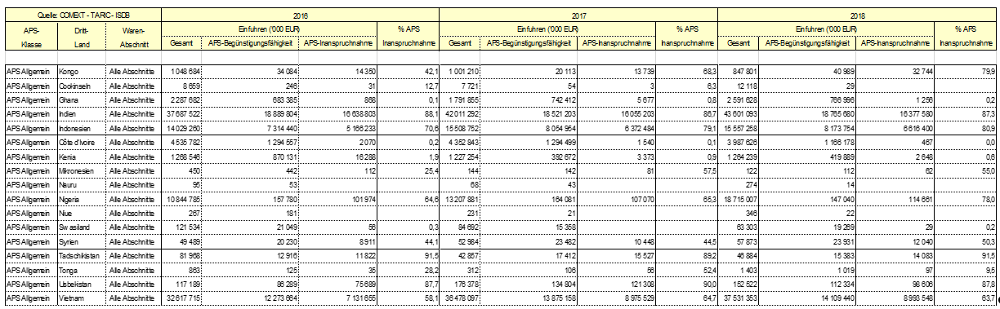 Quelle: COMEXT - TARIC - ISDB 2016 2017 2018
APS-Klasse Dritt-Land Waren-Abschnitt Einfuhren ('000 EUR) % APS Inanspruchnahme Einfuhren ('000 EUR) % APS Inanspruchnahme Einfuhren ('000 EUR) % APS Inanspruchnahme
Gesamt APS-Begünstigungsfähigkeit APS-Inanspruchnahme Gesamt APS-Begünstigungsfähigkeit APS-Inanspruchnahme Gesamt APS-Begünstigungsfähigkeit APS-Inanspruchnahme
APS Allgemein Kongo Alle Abschnitte 1 048 684 34 084 14 350 42,1 1 001 210 20 113 13 739 68,3 847 801 40 989 32 744 79,9
APS Allgemein Cookinseln Alle Abschnitte 8 659 246 31 12,7 7 721 54 3 6,3 12 118 29
APS Allgemein Ghana Alle Abschnitte 2 287 682 683 385 868 0,1 1 791 855 742 412 5 677 0,8 2 591 628 766 996 1 256 0,2
APS Allgemein Indien Alle Abschnitte 37 687 522 18 889 804 16 638 803 88,1 42 011 292 18 521 203 16 055 203 86,7 43 601 093 18 765 680 16 377 580 87,3
APS Allgemein Indonesien Alle Abschnitte 14 029 260 7 314 440 5 166 233 70,6 15 508 752 8 054 954 6 372 484 79,1 15 557 258 8 173 754 6 616 400 80,9
APS Allgemein Côte d'Ivoire Alle Abschnitte 4 535 782 1 294 557 2 070 0,2 4 352 843 1 294 499 1 540 0,1 3 987 626 1 166 178 467 0,0
APS Allgemein Kenia Alle Abschnitte 1 268 546 870 131 16 288 1,9 1 227 254 392 672 3 373 0,9 1 264 239 419 889 2 648 0,6
APS Allgemein Mikronesien Alle Abschnitte 450 442 112 25,4 144 142 81 57,5 122 112 62 55,0
APS Allgemein Nauru Alle Abschnitte 95 53 68 43 274 14
APS Allgemein Nigeria Alle Abschnitte 10 844 785 157 780 101 974 64,6 13 207 881 164 081 107 070 65,3 18 715 007 147 040 114 661 78,0
APS Allgemein Niue Alle Abschnitte 267 181 231 21 346 22
APS Allgemein Swasiland Alle Abschnitte 121 534 21 049 56 0,3 84 692 15 358 63 303 19 269 29 0,2
APS Allgemein Syrien Alle Abschnitte 49 489 20 230 8 911 44,1 52 984 23 482 10 448 44,5 57 873 23 931 12 040 50,3
APS Allgemein Tadschikistan Alle Abschnitte 81 968 12 916 11 822 91,5 42 857 17 412 15 527 89,2 46 884 15 383 14 083 91,5
APS Allgemein Tonga Alle Abschnitte 863 125 35 28,2 312 106 56 52,4 1 403 1 019 97 9,5
APS Allgemein Usbekistan Alle Abschnitte 117 189 86 289 75 689 87,7 176 378 134 804 121 308 90,0 152 522 112 334 98 606 87,8
APS Allgemein Vietnam Alle Abschnitte 32 617 715 12 273 664 7 131 655 58,1 36 478 097 13 875 158 8 975 529 64,7 37 531 353 14 109 440 8 993 548 63,7